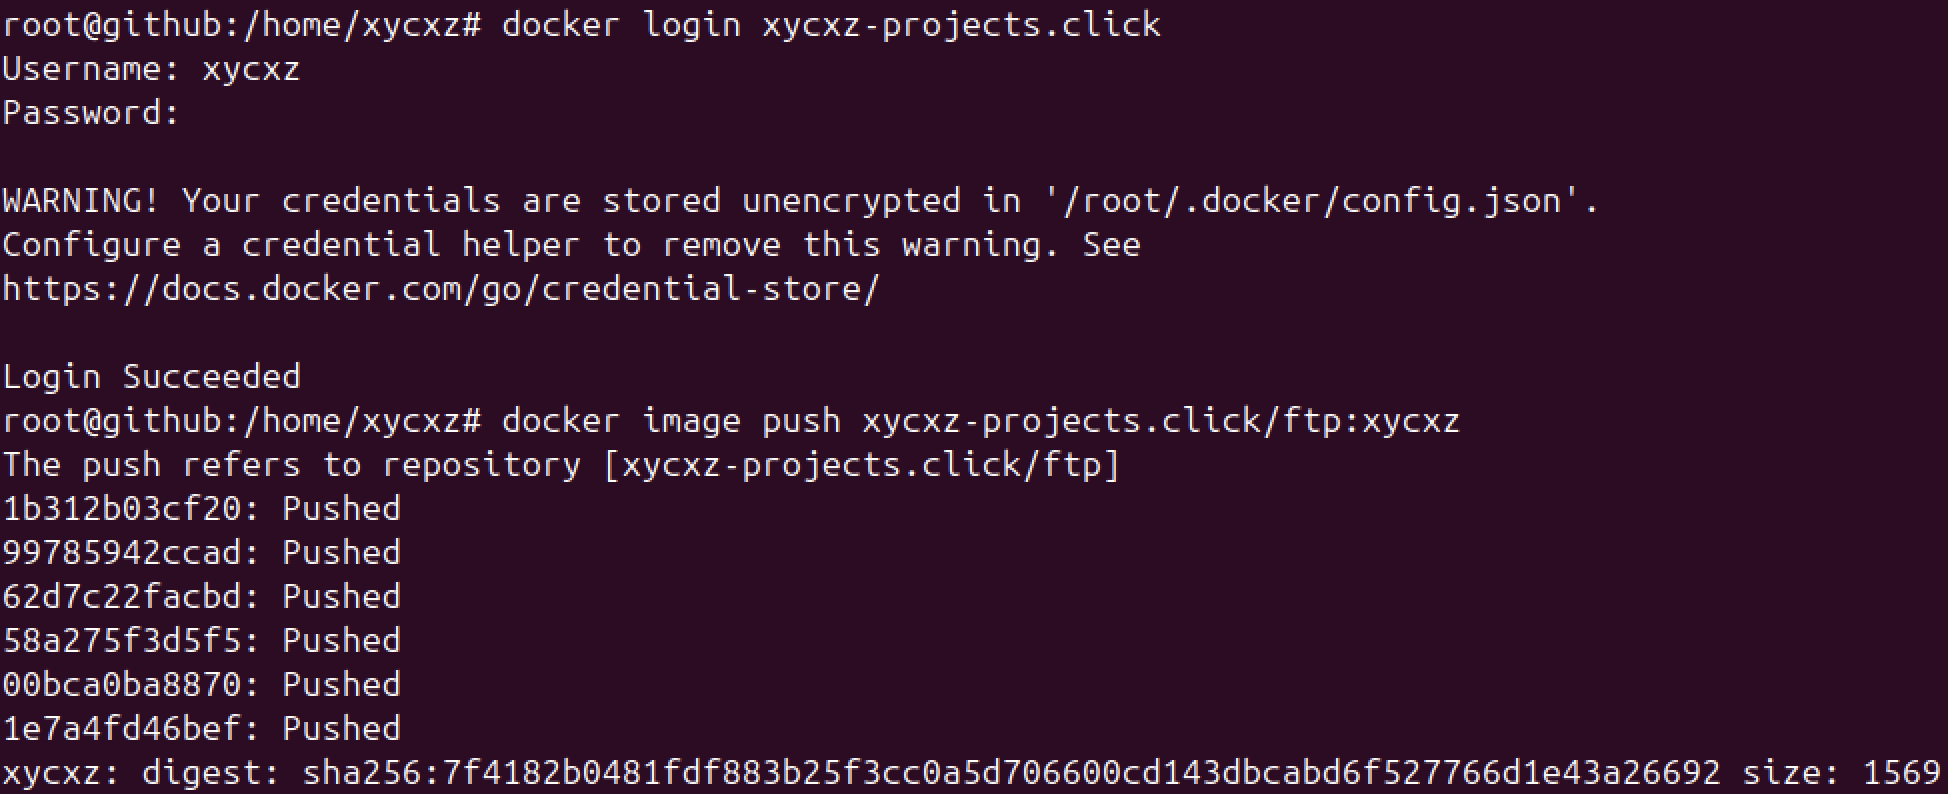 root@github:/home/xycxz# docker login xycxz-projects.click
Username: xycxz
Password:
WARNING! Your credentials are stored unencrypted in '/root/.docker/config.json'.
Configure a credential helper to remove this warning. See
https://docs.docker.com/go/credential-store/
Login Succeeded
root@github:/home/xycxz# docker image push xycxz-projects.click/ftp:xycxz
The push refers to repository [xycxz-projects.click/ftp]
1b312b03cf20: Pushed
99785942ccad: Pushed
62d7c22facbd: Pushed
58a275f3d5f5: Pushed
00bca0ba8870: Pushed
1e7a4fd46bef: Pushed
xycxz: digest: sha256:7f4182b0481fdf883b25f3cc0a5d706600cd143dbcabd6f527766d1e43a26692 size: 1569